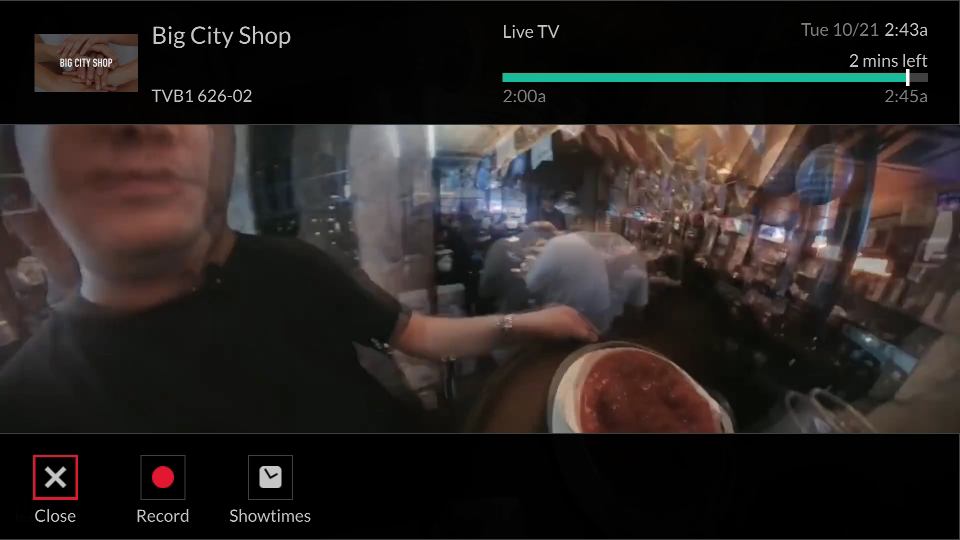 BIG CITY SHOP
Big City Shop
TVB1 626-02
Live TV
Tue 10/21 2:43a
2 mins left
2:00a
2:45a
Close
Record
Showtimes